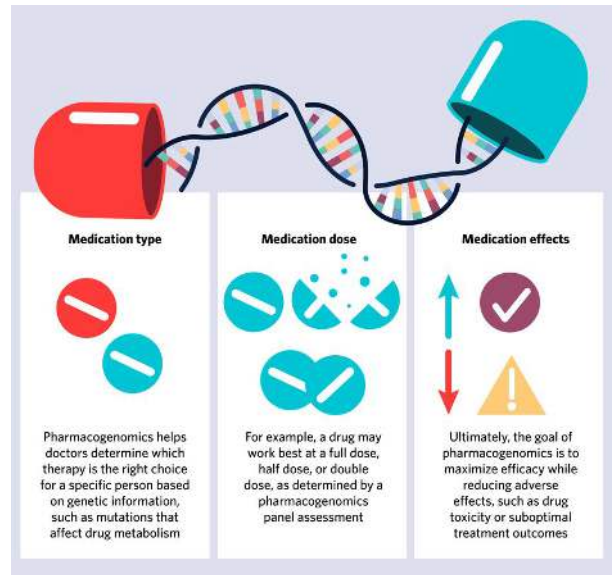 Medication type
Pharmacogenomics helps
doctors determine which
therapy is the right choice
for a specific person based
on genetic information,
such as mutations that
affect drug metabolism
Medication dose
For example, a drug may
work best at a full dose,
half dose, or double
dose, as determined by a
pharmacogenomics
panel assessment
Medication effects
Ultimately, the goal of
pharmacogenomics is to
maximize efficacy while
reducing adverse
effects, such as drug
toxicity or suboptimal
treatment outcomes